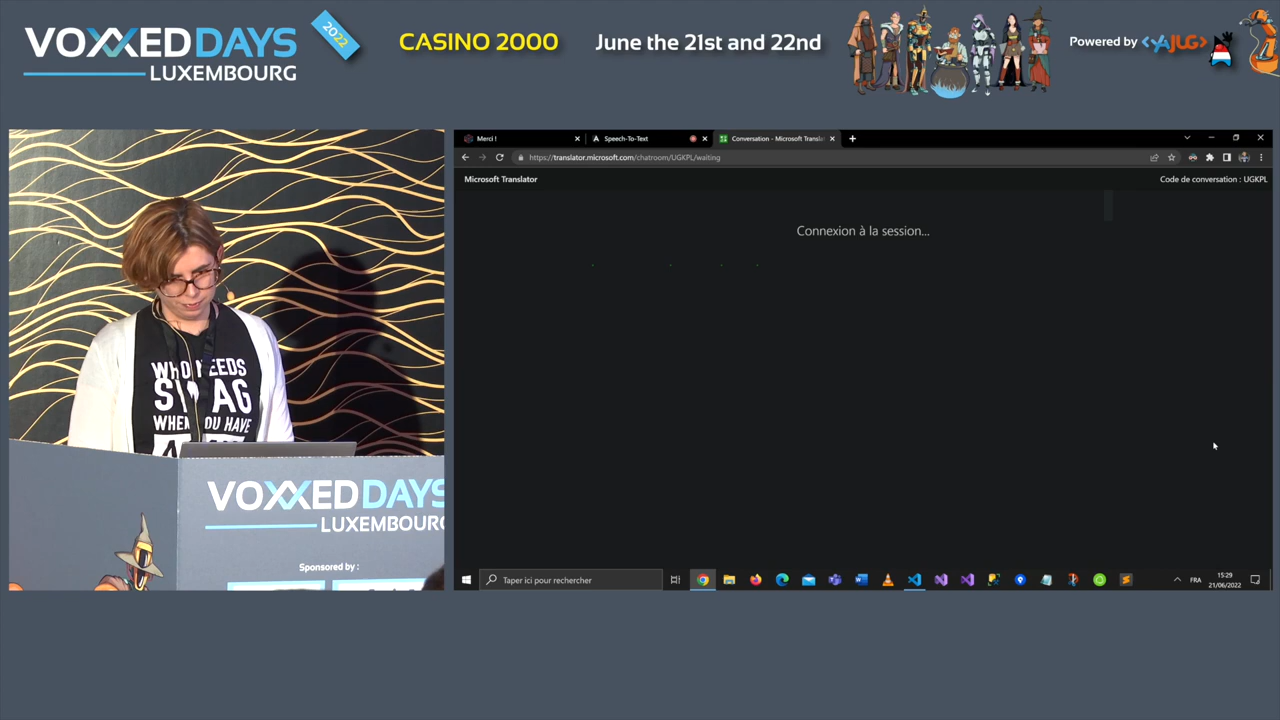 VOXXED DAYS
LUXEMBOURG
2022
CASINO 2000
June the 21st and 22nd
Powered by <YAJUG>
WHO NEEDS
WHEN YOU HAVE
VOXXED DAYS
LUXEMBOURG
Sponsored by :
Merci !
Speech-To-Text
Conversation - Microsoft Translat
https://translator.microsoft.com/chatroom/UGKPL/waiting
Microsoft Translator
Code de conversation : UGKPL
Connexion à la session...
Taper ici pour rechercher
FRA
15:29
21/06/2022